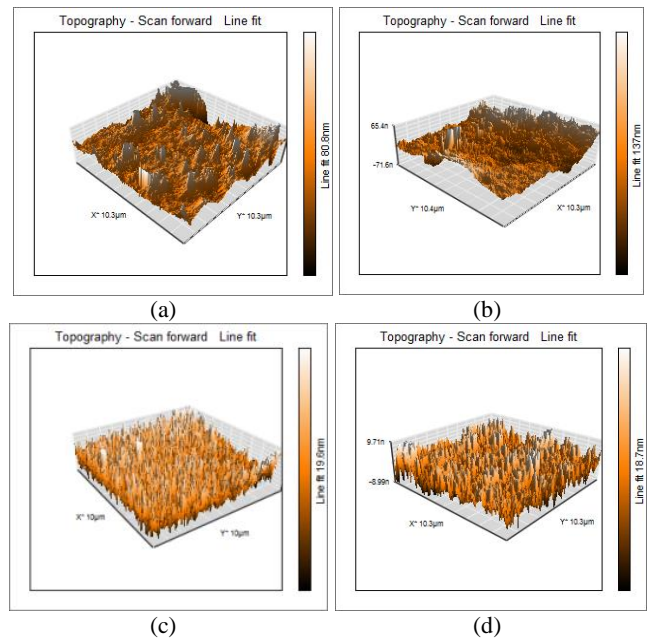 Topography - Scan forward Line fit
Line fit 80.8nm
X* 10.3µm
Y* 10.3µm
(a)
Topography - Scan forward Line fit
65.4n
-71.6n
Line fit 137nm
Y* 10.4µm
X* 10.3µm
(b)
Topography - Scan forward Line fit
Line fit 19.6nm
X* 10µm
Y* 10µm
(c)
Topography - Scan forward Line fit
9.71n
-8.99n
Line fit 18.7nm
X* 10.3µm
Y* 10.3µm
(d)